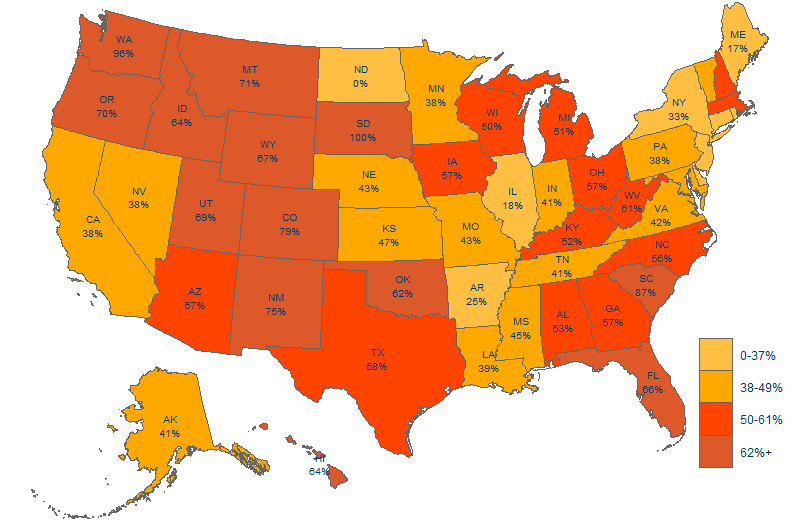 WA
96%
MT
71%
ND
0%
MN
38%
ME
17%
OR
70%
ID
64%
SD
100%
WI
50%
MI
51%
NY
33%
WY
67%
IA
57%
PA
38%
NE
43%
NV
38%
UT
69%
CO
79%
IL
18%
IN
41%
OH
57%
WV
61%
VA
42%
CA
38%
KS
47%
MO
43%
KY
52%
NC
56%
TN
41%
AZ
57%
NM
75%
OK
62%
AR
25%
SC
87%
MS
45%
AL
53%
GA
57%
TX
58%
LA
39%
FL
66%
AK
41%
HI
64%
0-37%
38-49%
50-61%
62%+